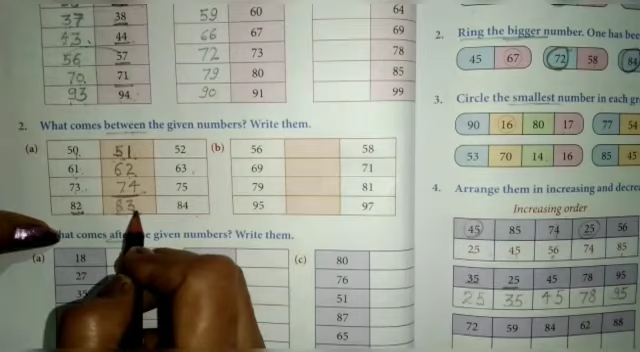 37 38
43 44
56 57
70 71
93 94
59 60
66 67
72 73
79 80
90 91
64
69
78
85
99
2. What comes between the given numbers? Write them.
(a) 50 51 52
61 62 63
73 74 75
82 83 84
(b) 56 58
69 71
79 81
95 97
comes given numbers? Write them.
(a) 18
27
(c) 80
76
51
87
65
2. Ring the bigger number. One has
45 67 72 58 84
3. Circle the smallest number in each
90 16 80 17 77 54
53 70 14 16 85 45
4. Arrange them in increasing and
Increasing order
45 85 74 25 56
25 45 56 74 85
35 25 45 78 95
25 35 45 78 95
72 59 84 62 88